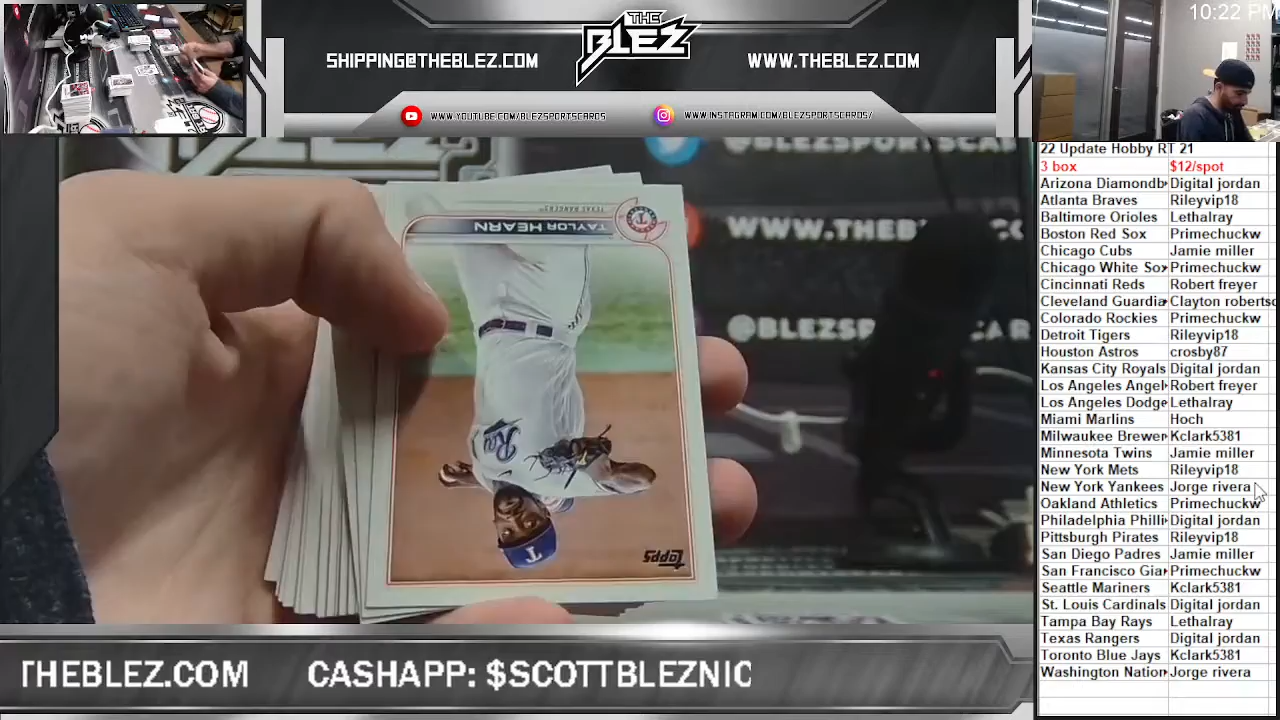 10:22 PM
THE
BLEZ
SHIPPING@THEBLEZ.COM
WWW.THEBLEZ.COM
WWW.YOUTUBE.COM/BLEZSPORTSCARDS
WWW.INSTAGRAM.COM/BLEZSPORTSCARDS/
22 Update Hobby RT 21
3 box $12/spot
Arizona Diamondb Digital jordan
Atlanta Braves Rileyvip18
Baltimore Orioles Lethalray
Boston Red Sox Primechuckw
Chicago Cubs Jamie miller
Chicago White Sox Primechuckw
Cincinnati Reds Robert freyer
Cleveland Guardia Clayton robertso
Colorado Rockies Primechuckw
Detroit Tigers Rileyvip18
Houston Astros crosby87
Kansas City Royals Digital jordan
Los Angeles Angel Robert freyer
Los Angeles Dodge Lethalray
Miami Marlins Hoch
Milwaukee Brewer Kclark5381
Minnesota Twins Jamie miller
New York Mets Rileyvip18
New York Yankees Jorge rivera
Oakland Athletics Primechuckw
Philadelphia Philli Digital jordan
Pittsburgh Pirates Rileyvip18
San Diego Padres Jamie miller
San Francisco Gia Primechuckw
Seattle Mariners Kclark5381
St. Louis Cardinals Digital jordan
Tampa Bay Rays Lethalray
Texas Rangers Digital jordan
Toronto Blue Jays Kclark5381
Washington Nation Jorge rivera
@BLEZSPORTSCAR
WWW.THEB
@BLEZSP
CAR
TEXAS RANGERS
TAYLOR HEARN
T
Topps
THEBLEZ.COM CASHAPP: $SCOTTBLEZNIC